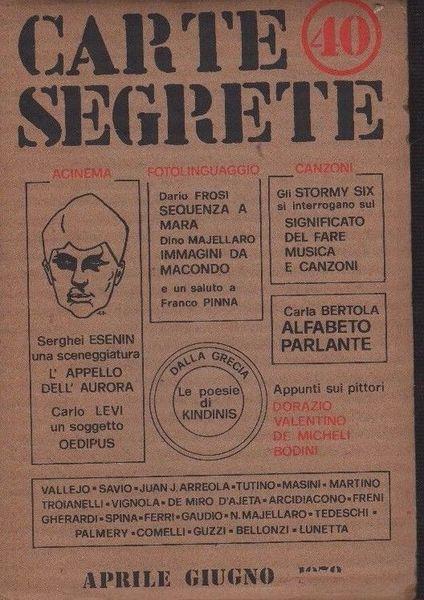 CARTE 40
SEGRETE
ACINEMA
Serghei ESENIN
una sceneggiatura
L' APPELLO
DELL' AURORA
Carlo LEVI
un soggetto
OEDIPUS
FOTOLINGUAGGIO
Dario FROSI
SEQUENZA A
MARA
Dino MAJELLARO
IMMAGINI DA
MACONDO
e un saluto a
Franco PINNA
CANZONI
Gli STORMY SIX
si interrogano sul
SIGNIFICATO
DEL FARE
MUSICA
E CANZONI
Carla BERTOLA
ALFABETO
PARLANTE
DALLA GRECIA
Le poesie
di
KINDINIS
Appunti sui pittori
DORAZIO
VALENTINO
DE MICHELI
BODINI
VALLEJO▪SAVIO▪JUAN J. ARREOLA▪TUTINO▪MASINI▪MARTINO
TROIANELLI▪VIGNOLA▪DE MIRO D'AJETA▪ARCIDIACONO▪FRENI
GHERARDI▪SPINA▪FERRI▪GAUDIO▪N. MAJELLARO▪TEDESCHI▪
PALMERY▪COMELLI▪GUZZI▪BELLONZI▪LUNETTA
APRILE GIUGNO